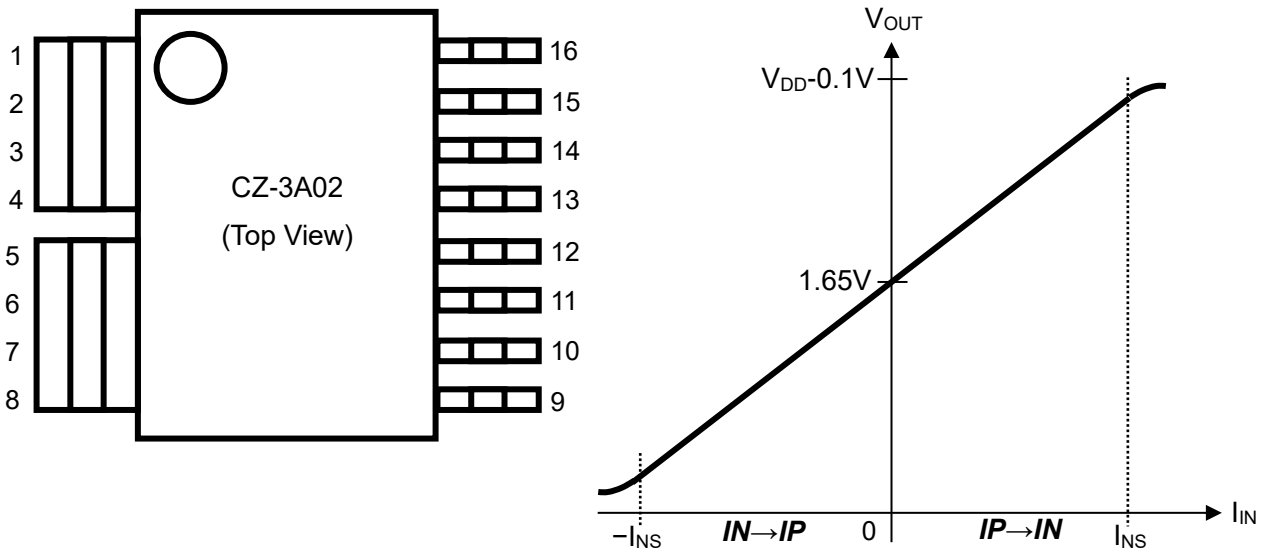 1
2
3
4
5
6
7
8
CZ-3A02
(Top View)
16
15
14
13
12
11
10
9
VOUT
VDD-0.1V
1.65V
IIN
−INS
IN→IP
0
IP→IN
INS